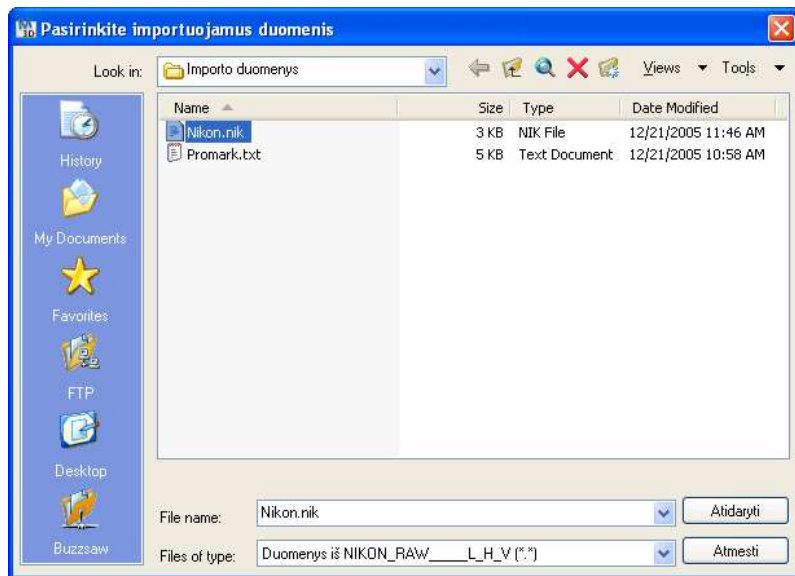 Pasirinkite importuojamus duomenis
Look in: Importo duomenys Views Tools
Name Size Type Date Modified
Nikon.nik 3 KB NIK File 12/21/2005 11:46 AM
Promark.txt 5 KB Text Document 12/21/2005 10:58 AM
History
My Documents
Favorites
FTP
Desktop
Buzzsaw
File name: Nikon.nik Atidaryti
Files of type: Duomenys iš NIKON_RAW_____L_H_V (*.*) Atmesti